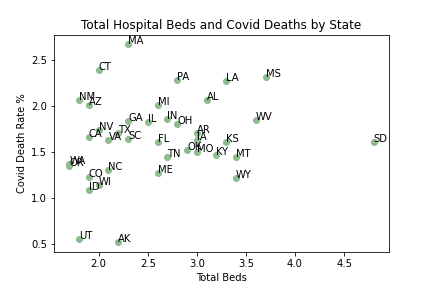 Total Hospital Beds and Covid Deaths by State
Covid Death Rate %
2.5
2.0
1.5
1.0
0.5
MA
CT
PA
LA
MS
NM
AZ
MI
AL
GA
IL
IN
OH
WV
NV
TX
CA
VA
SC
FL
AR
IA
KS
SD
OK
MO
TN
KY
MT
WA
OR
NC
ME
CO
WI
ID
WY
UT
AK
2.0 2.5 3.0 3.5 4.0 4.5
Total Beds